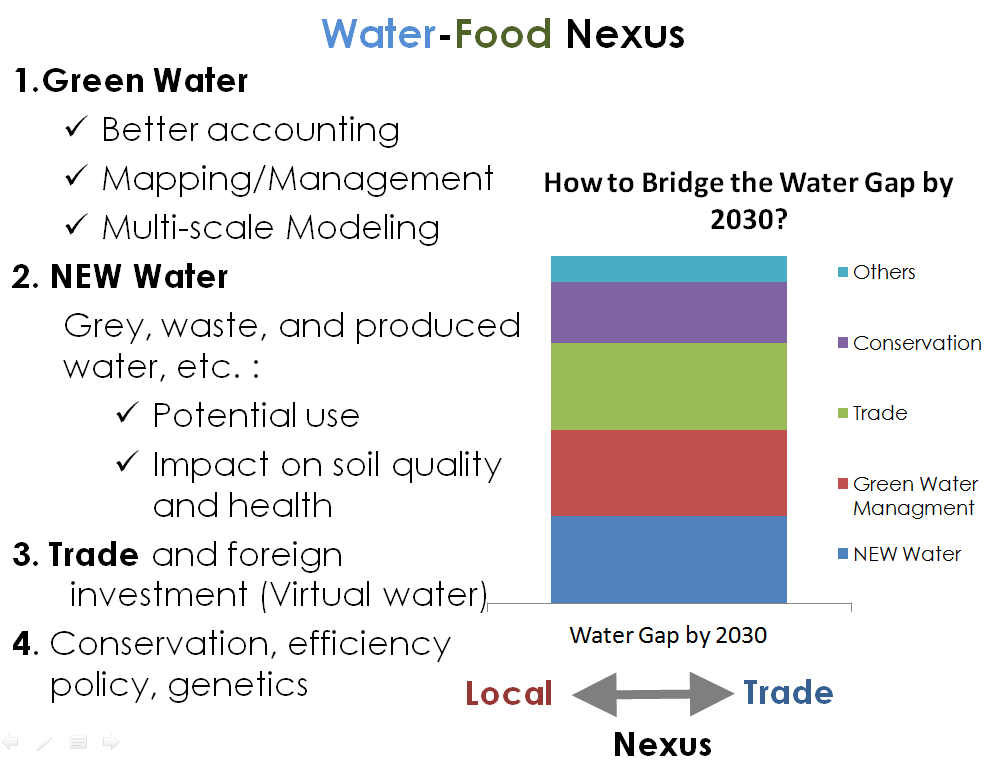 Water-Food Nexus
1.Green Water
✓ Better accounting
✓ Mapping/Management
✓ Multi-scale Modeling
2. NEW Water
Grey, waste, and produced
water, etc. :
✓ Potential use
✓ Impact on soil quality
and health
3. Trade and foreign
investment (Virtual water)
4. Conservation, efficiency
policy, genetics
How to Bridge the Water Gap by
2030?
Others
Conservation
Trade
Green Water
Managment
NEW Water
Water Gap by 2030
Local Trade
Nexus